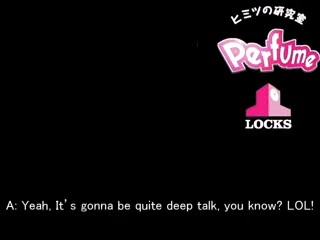 ヒミツの研究室
Perfume
LOCKS
A: Yeah, It's gonna be quite deep talk, you know? LOL!